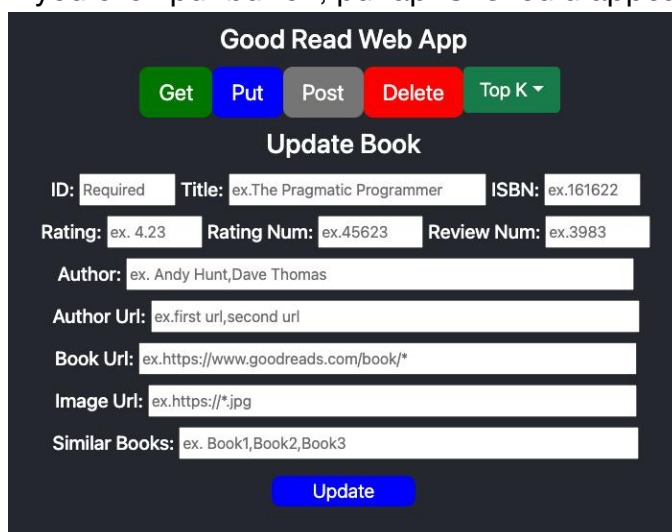 Good Read Web App
Get Put Post Delete Top K
Update Book
ID: Required Title: ex.The Pragmatic Programmer ISBN: ex.161622
Rating: ex. 4.23 Rating Num: ex.45623 Review Num: ex.3983
Author: ex. Andy Hunt,Dave Thomas
Author Url: ex.first url,second url
Book Url: ex.https://www.goodreads.com/book/*
Image Url: ex.https://*.jpg
Similar Books: ex. Book1,Book2,Book3
Update